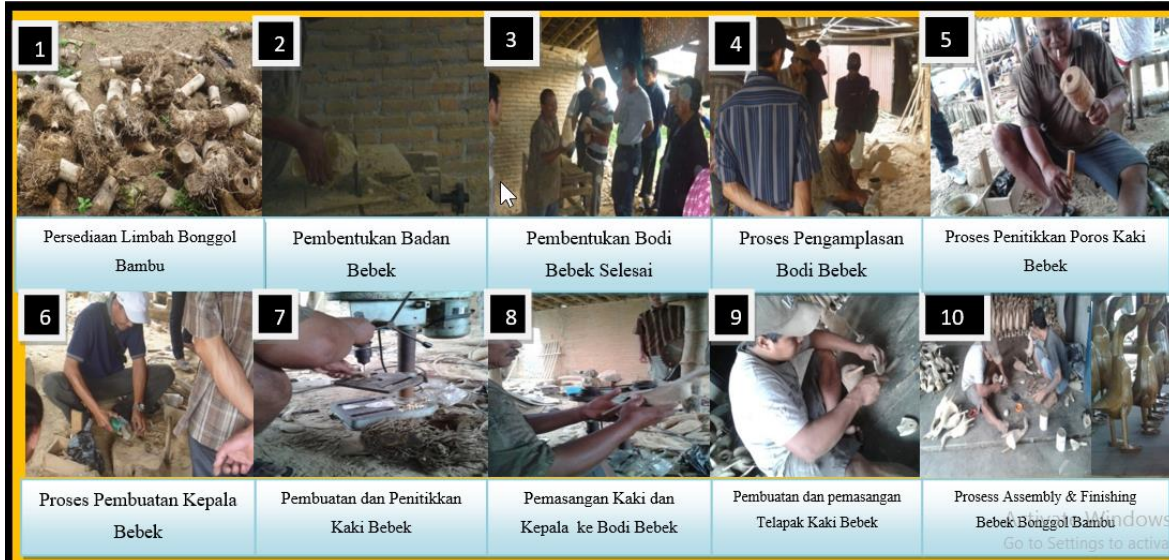 1
2
3
4
5
Persediaan Limbah Bonggol
Bambu
Pembentukan Badan
Bebek
Pembentukan Bodi
Bebek Selesai
Proses Pengamplasan
Bodi Bebek
Proses Penitikkan Poros Kaki
Bebek
6
7
8
9
10
Proses Pembuatan Kepala
Bebek
Pembuatan dan Penitikkan
Kaki Bebek
Pemasangan Kaki dan
Kepala ke Bodi Bebek
Pembuatan dan pemasangan
Telapak Kaki Bebek
Prosess Assembly & Finishing
Bebek Bonggol Bambu
Activate Windows
Go to Settings to activa